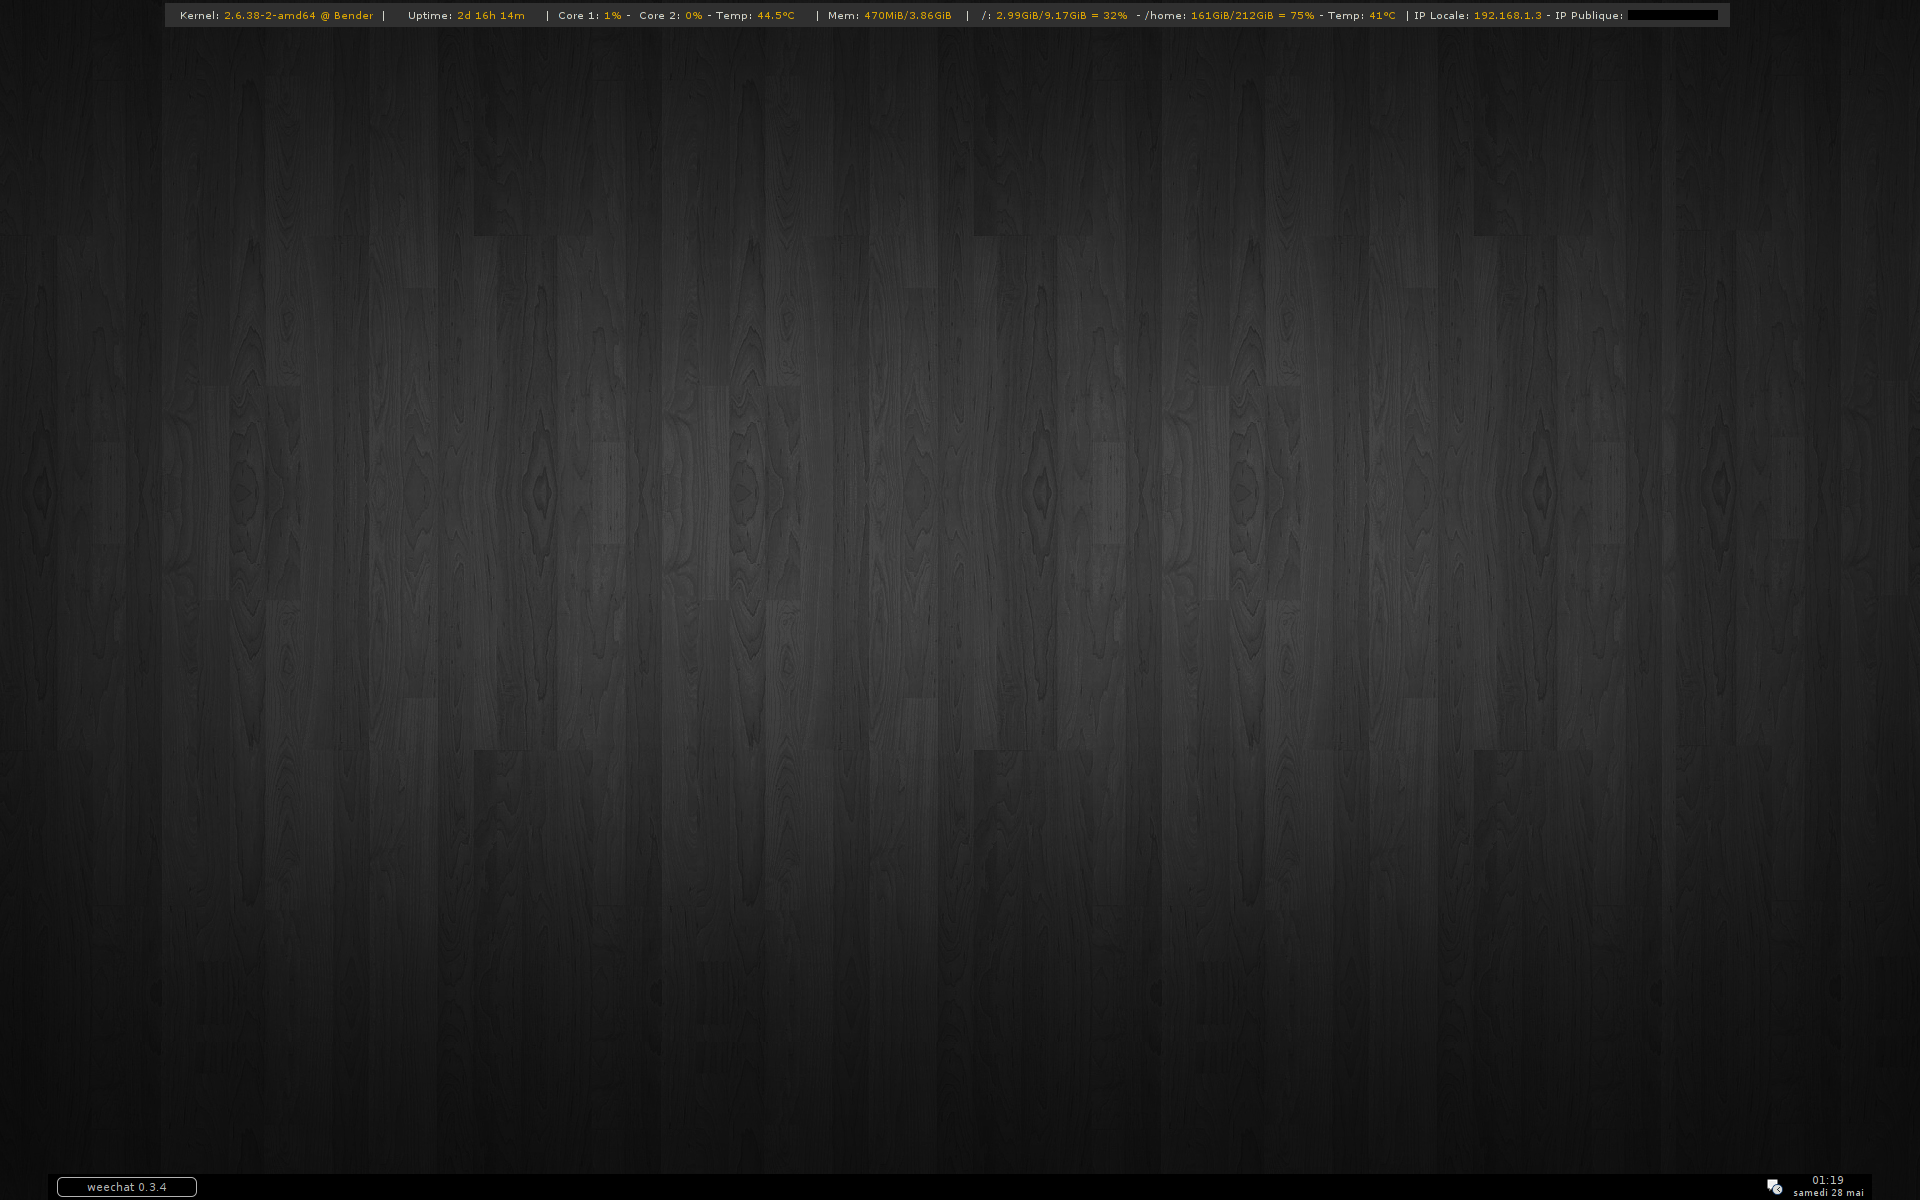 Kernel: 2.6.38-2-amd64 @ Bender | Uptime: 2d 16h 14m | Core 1: 1% - Core 2: 0% - Temp: 44.5°C | Mem: 470MiB/3.86GiB | /: 2.99GiB/9.17GiB = 32% - /home: 161GiB/212GiB = 75% - Temp: 41°C | IP Locale: 192.168.1.3 - IP Publique:
weechat 0.3.4
01:19
samedi 28 mai